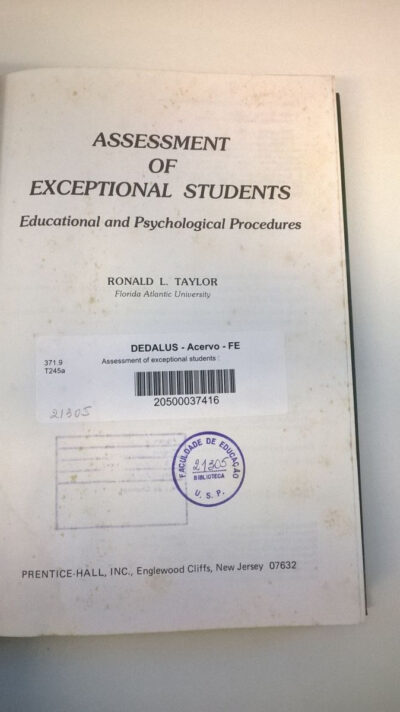 ASSESSMENT
OF
EXCEPTIONAL STUDENTS
Educational and Psychological Procedures
RONALD L. TAYLOR
Florida Atlantic University
DEDALUS - Acervo - FE
371.9
T245a
Assessment of exceptional students :
20500037416
21305
FACULDADE DE EDUCAÇÃO
21305
BIBLIOTECA
U. S. P.
PRENTICE-HALL, INC., Englewood Cliffs, New Jersey 07632